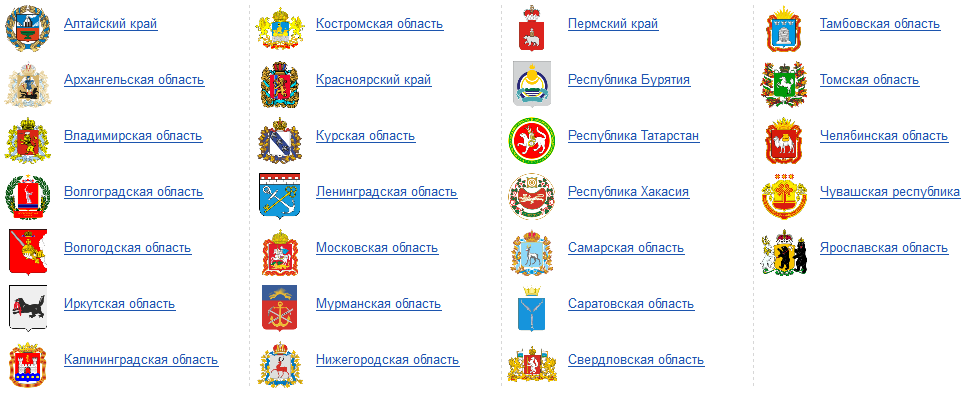 Алтайский край
Архангельская область
Владимирская область
Волгоградская область
Вологодская область
Иркутская область
Калининградская область
Костромская область
Красноярский край
Курская область
Ленинградская область
Московская область
Мурманская область
Нижегородская область
Пермский край
Республика Бурятия
Республика Татарстан
Республика Хакасия
Самарская область
Саратовская область
Свердловская область
Тамбовская область
Томская область
Челябинская область
Чувашская республика
Ярославская область